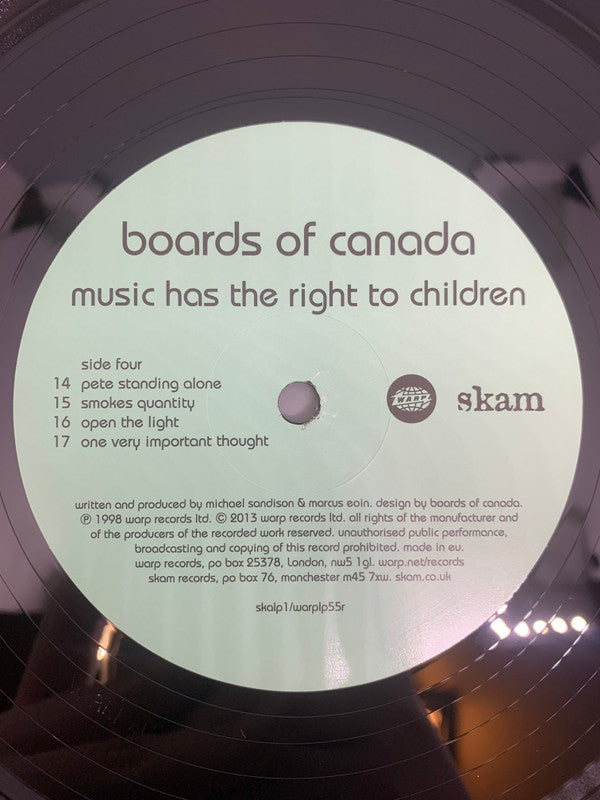 boards of canada
music has the right to children
side four
14 pete standing alone
15 smokes quantity
16 open the light
17 one very important thought
WARP
skam
written and produced by michael sandison & marcus eoin. design by boards of canada.
℗ 1998 warp records ltd. © 2013 warp records ltd. all rights of the manufacturer and
of the producers of the recorded work reserved. unauthorised public performance,
broadcasting and copying of this record prohibited. made in eu.
warp records, po box 25378, London, nw5 1gl. warp.net/records
skam records, po box 76, manchester m45 7xw. skam.co.uk
skalp1/warplp55r